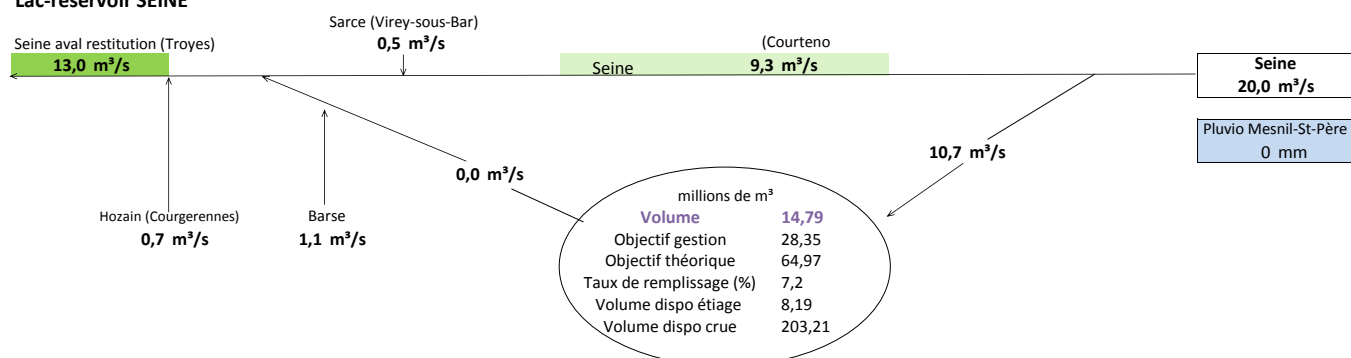 Lac-réservoir SEINE
Sarce (Virey-sous-Bar)
0,5 m³/s
Seine aval restitution (Troyes)
13,0 m³/s
(Courteno
Seine 9,3 m³/s
Seine
20,0 m³/s
Pluvio Mesnil-St-Père
0 mm
10,7 m³/s
0,0 m³/s
Hozain (Courgerennes)
0,7 m³/s
Barse
1,1 m³/s
millions de m³
Volume 14,79
Objectif gestion 28,35
Objectif théorique 64,97
Taux de remplissage (%) 7,2
Volume dispo étiage 8,19
Volume dispo crue 203,21